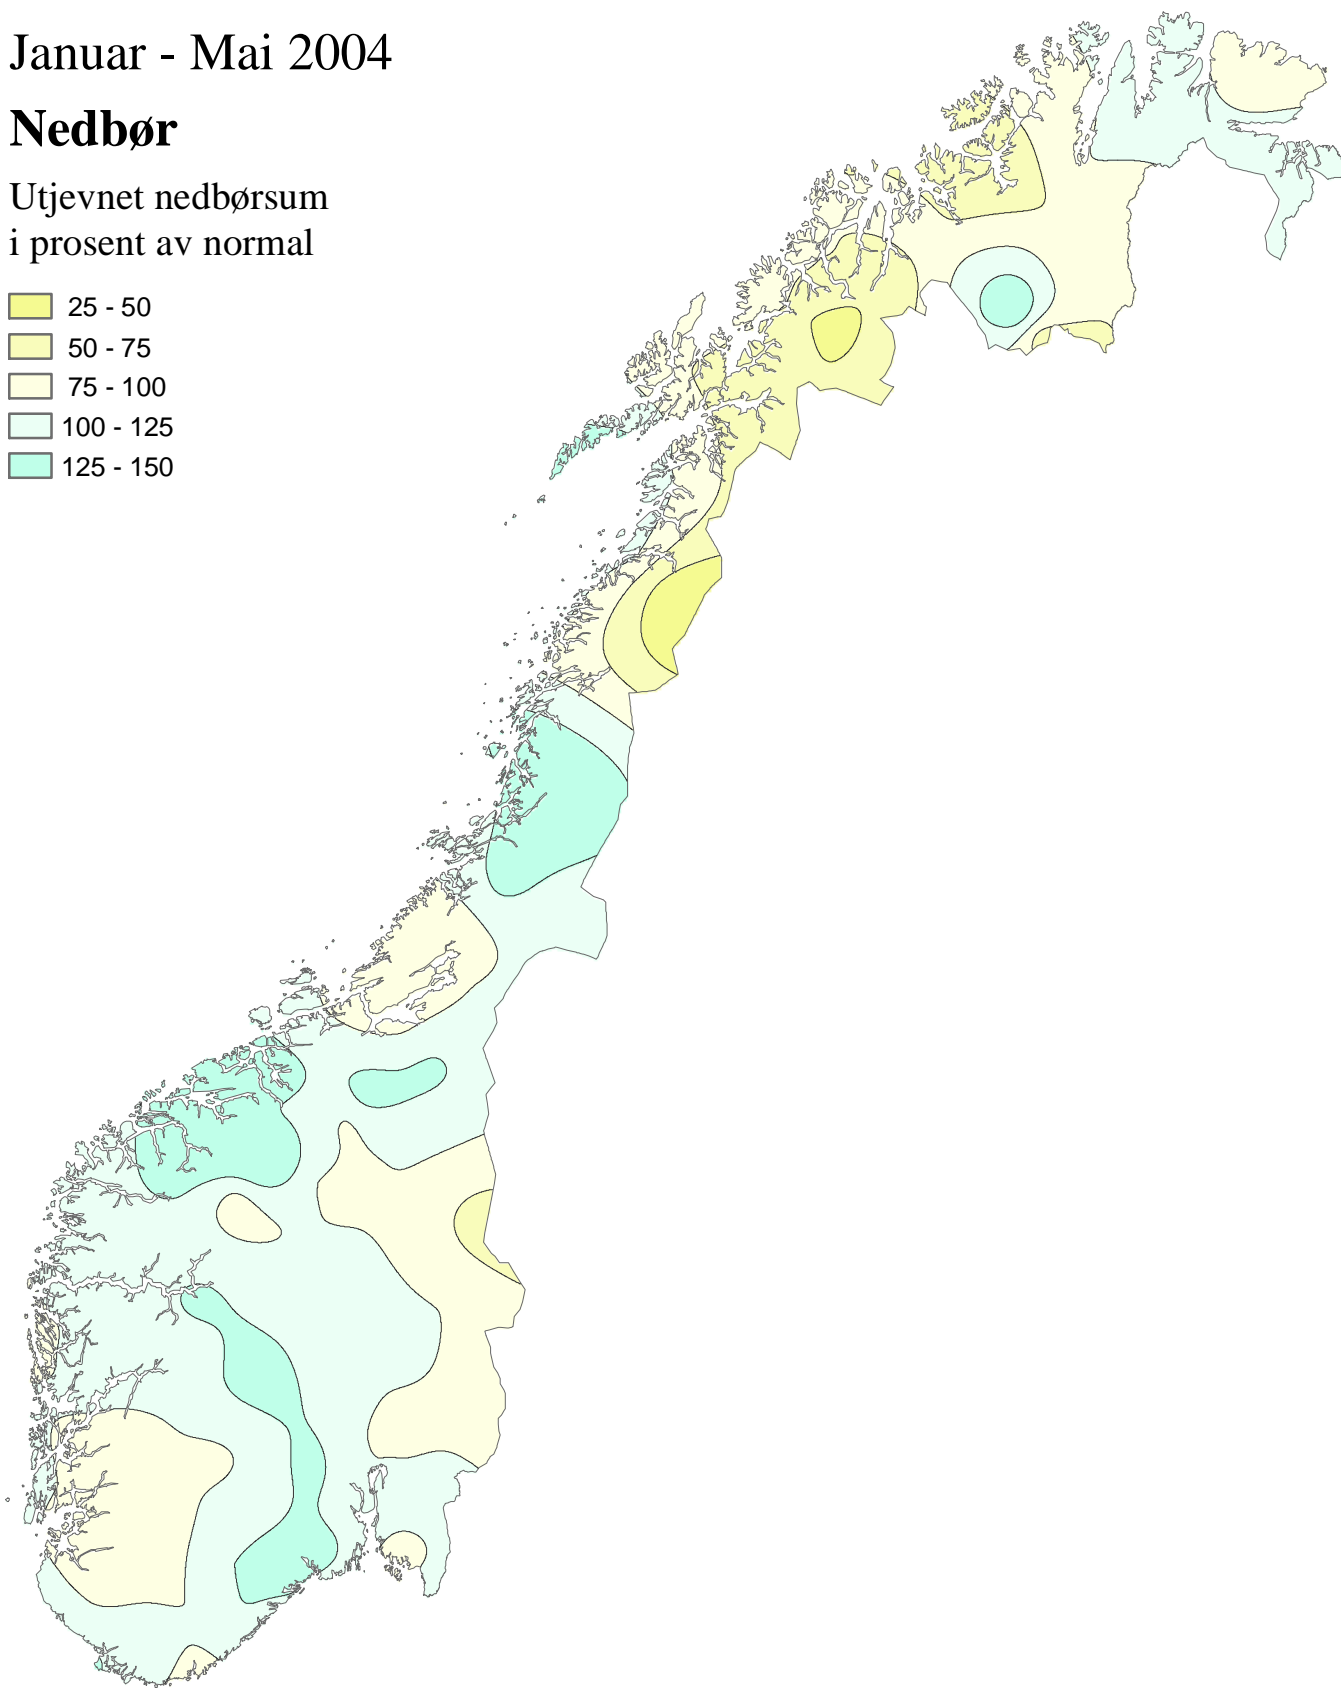 Januar - Mai 2004
Nedbør
Utjevnet nedbørsum
i prosent av normal
25 - 50
50 - 75
75 - 100
100 - 125
125 - 150